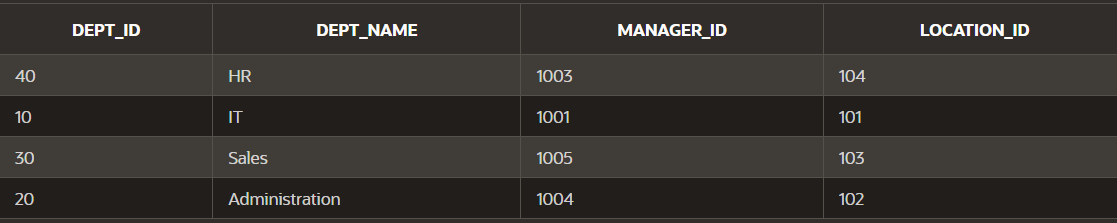 DEPT_ID DEPT_NAME MANAGER_ID LOCATION_ID
40 HR 1003 104
10 IT 1001 101
30 Sales 1005 103
20 Administration 1004 102